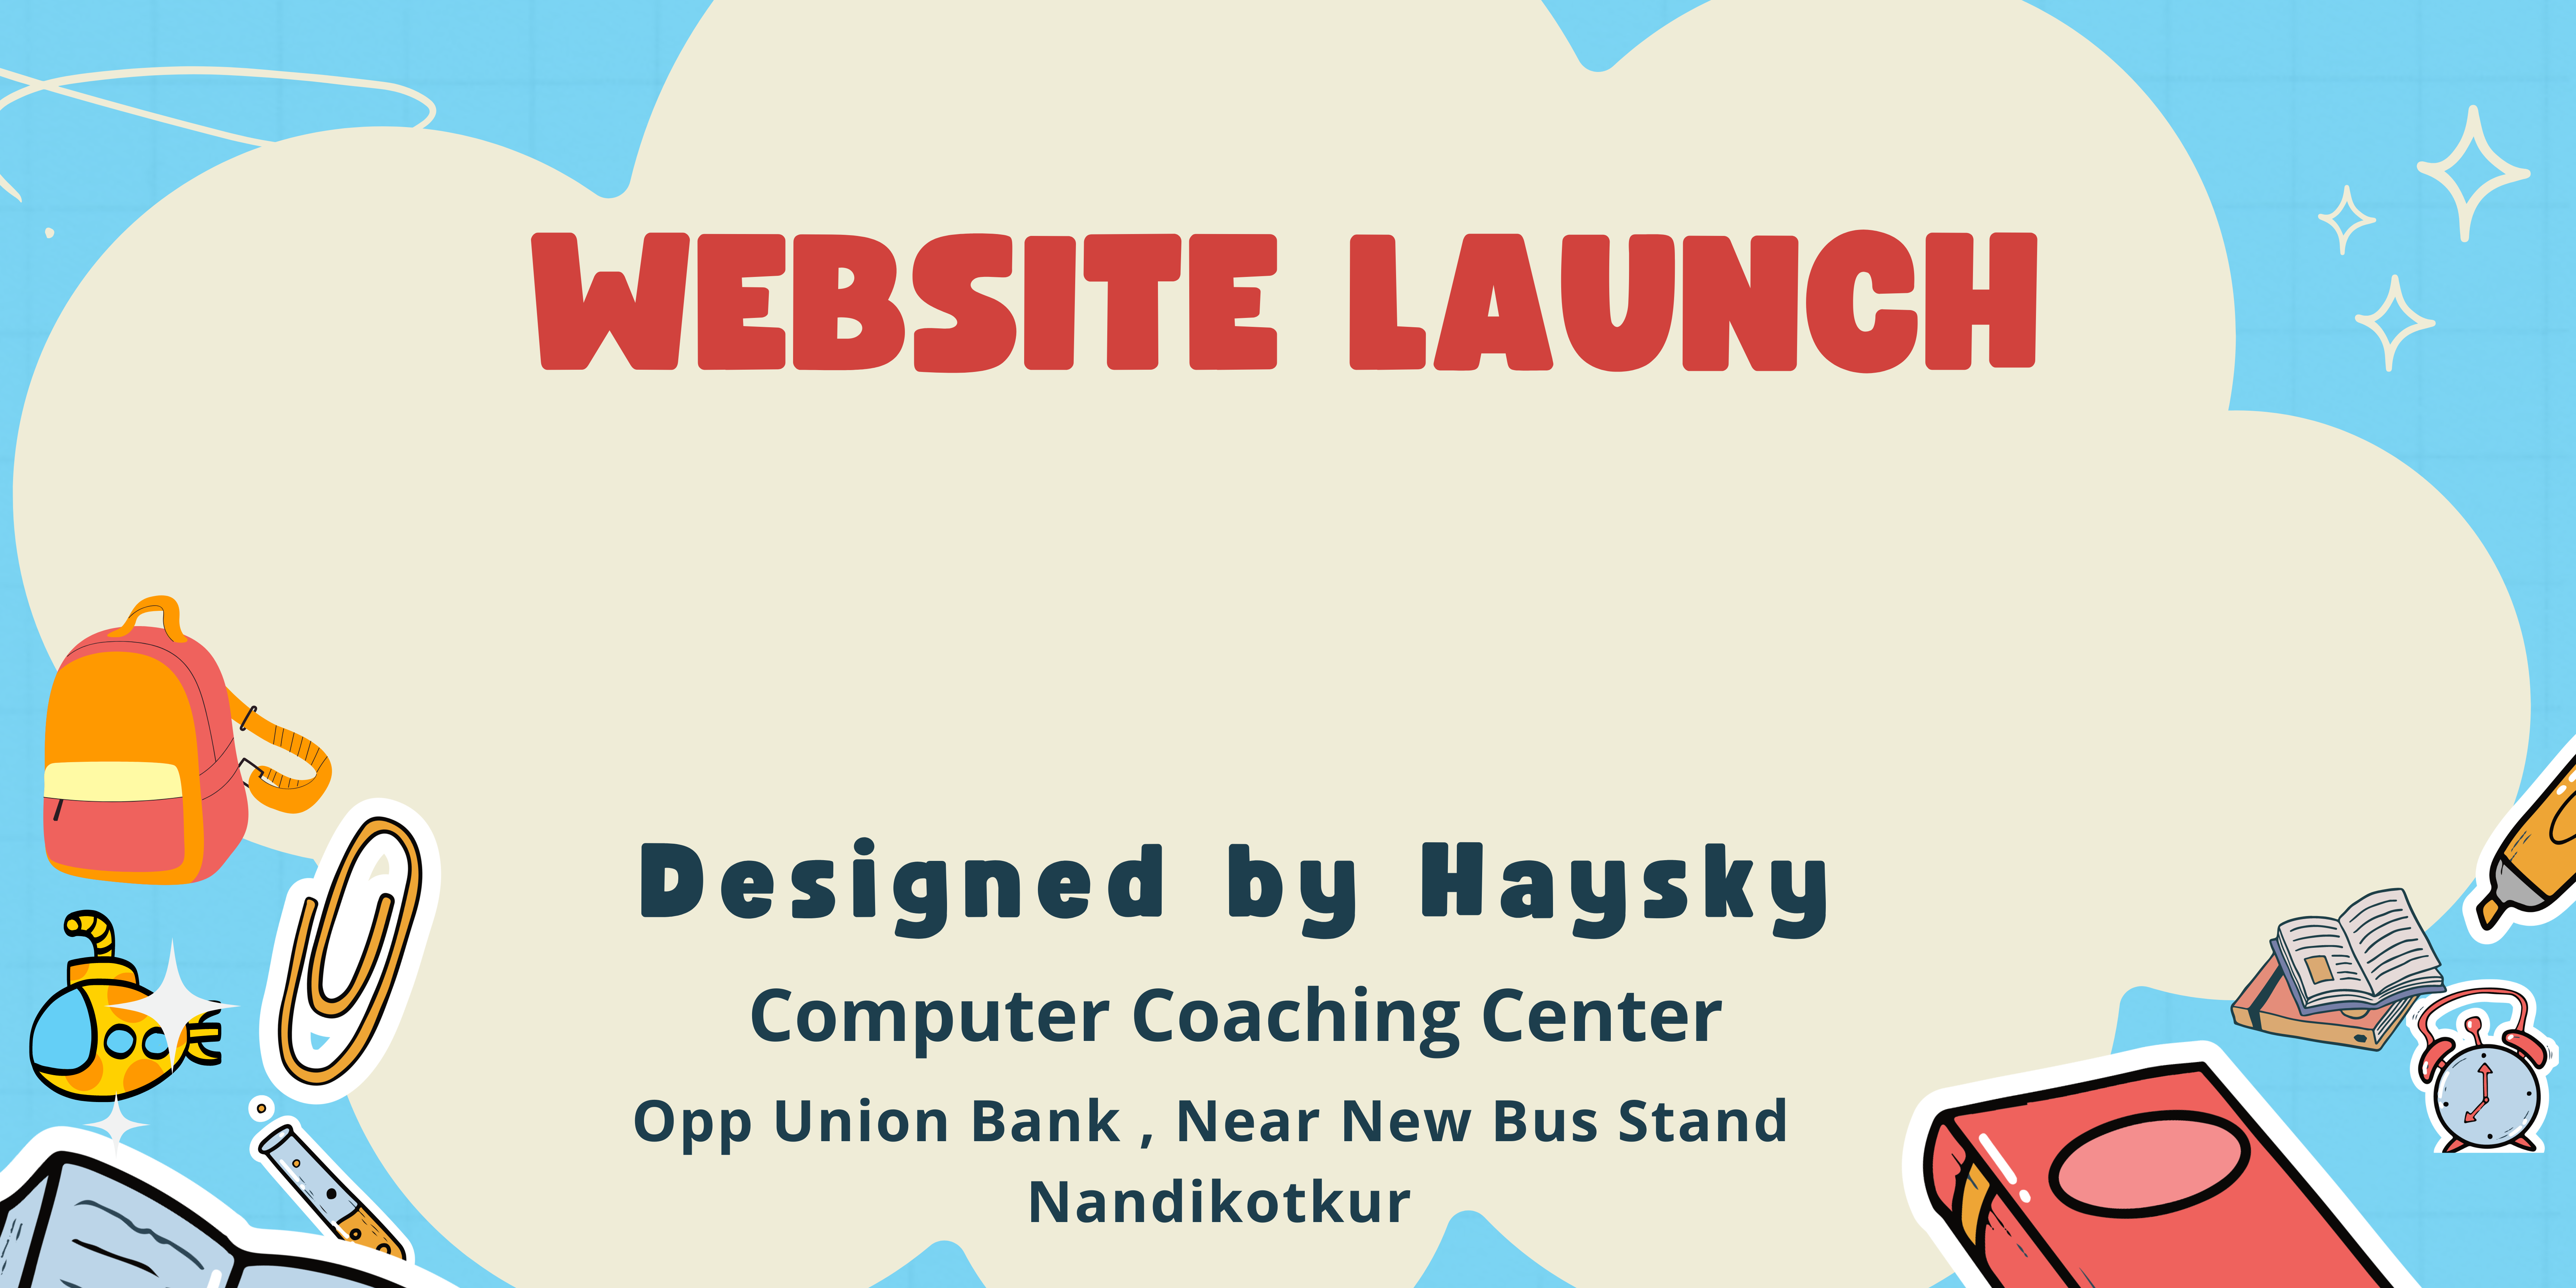 WEBSITE LAUNCH
Designed by Haysky
Computer Coaching Center
Opp Union Bank , Near New Bus Stand
Nandikotkur